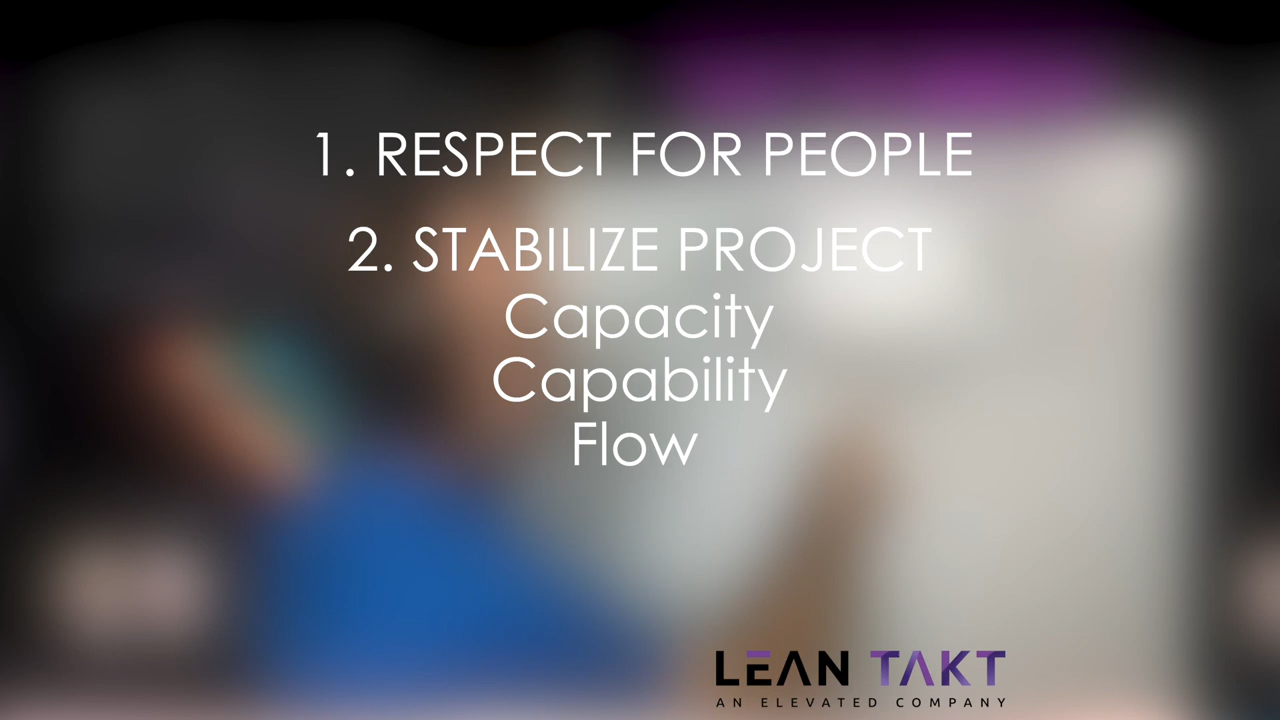 1. RESPECT FOR PEOPLE
2. STABILIZE PROJECT
Capacity
Capability
Flow
LEAN TAKT
AN ELEVATED COMPANY